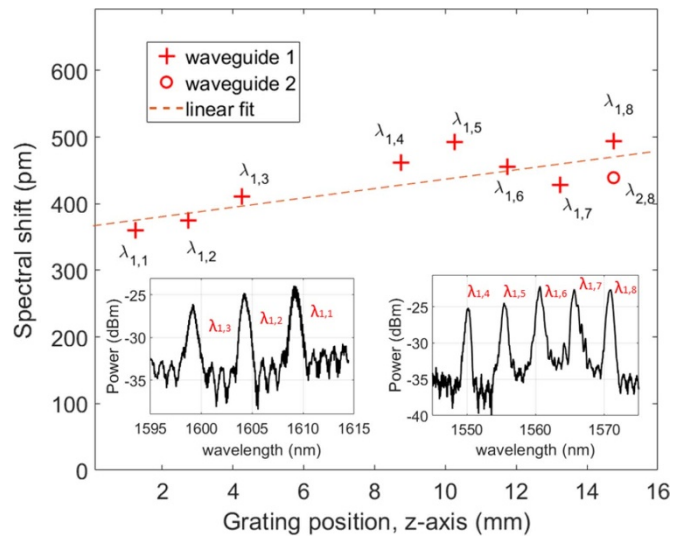 waveguide 1
waveguide 2
linear fit
600
500
400
300
200
100
0
Spectral shift (pm)
λ1,1
λ1,2
λ1,3
λ1,4
λ1,5
λ1,6
λ1,7
λ1,8
λ2,8
-25
-30
-35
Power (dBm)
λ1,3 λ1,2 λ1,1
1595 1600 1605 1610 1615
wavelength (nm)
-25
-30
-35
-40
Power (dBm)
λ1,4 λ1,5 λ1,6 λ1,7 λ1,8
1550 1560 1570
wavelength (nm)
2 4 6 8 10 12 14 16
Grating position, z-axis (mm)